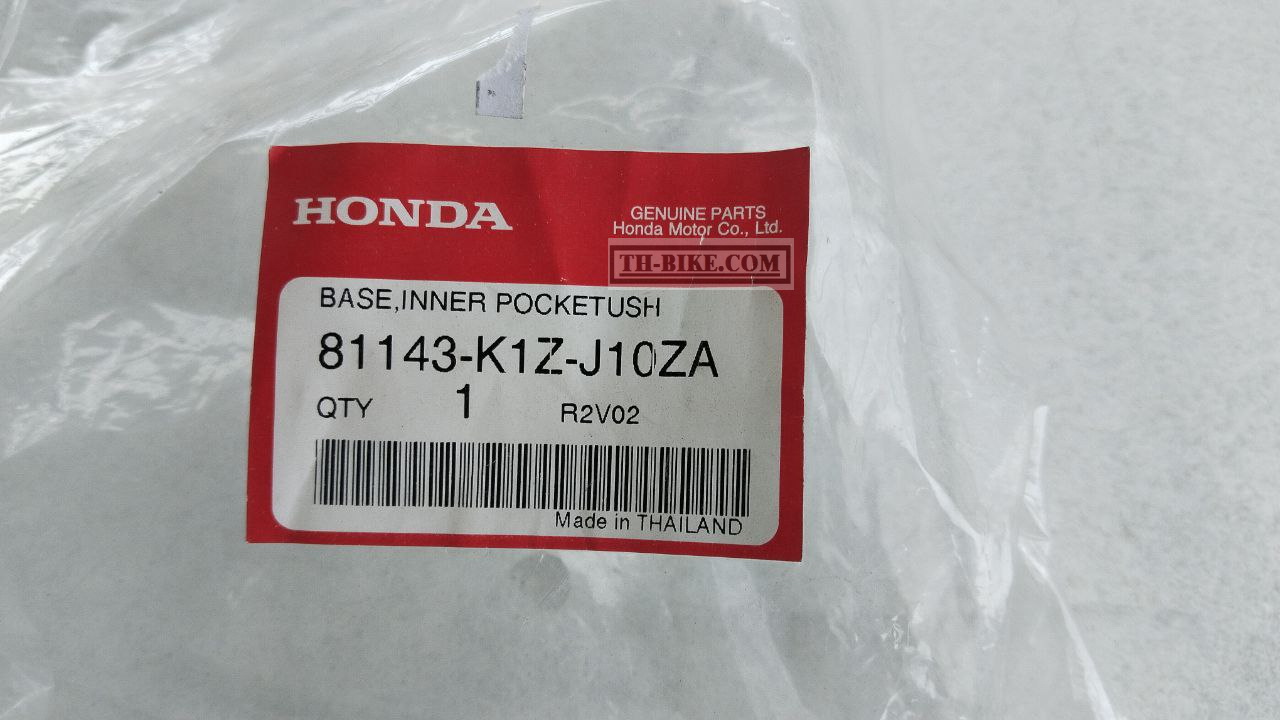 HONDA
GENUINE PARTS
Honda Motor Co., Ltd.
TH-BIKE.COM
BASE,INNER POCKETUSH
81143-K1Z-J10ZA
QTY 1 R2V02
Made in THAILAND